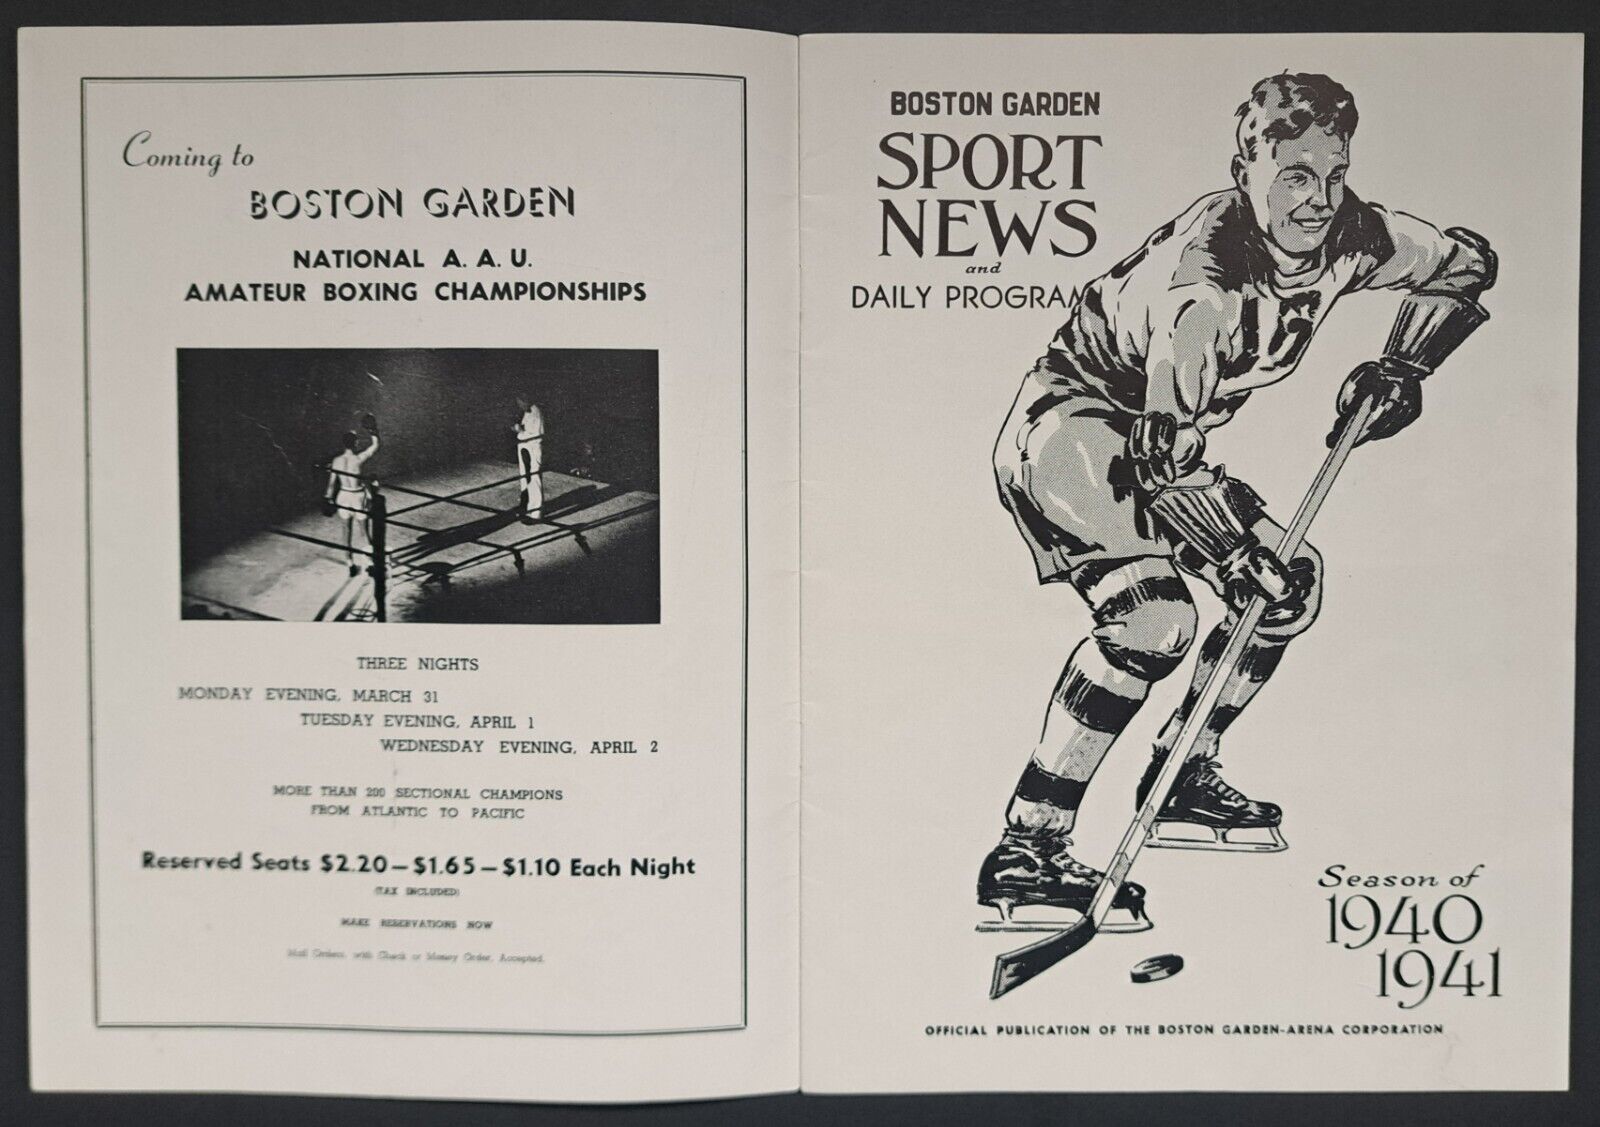 Coming to
BOSTON GARDEN
NATIONAL A. A. U.
AMATEUR BOXING CHAMPIONSHIPS
THREE NIGHTS
MONDAY EVENING, MARCH 31
TUESDAY EVENING, APRIL 1
WEDNESDAY EVENING, APRIL 2
MORE THAN 200 SECTIONAL CHAMPIONS
FROM ATLANTIC TO PACIFIC
Reserved Seats $2.20—$1.65—$1.10 Each Night
(TAX INCLUDED)
MAKE RESERVATIONS NOW
Mail Orders, with Check or Money Order, Accepted.
BOSTON GARDEN
SPORT
NEWS
and
DAILY PROGRAM
Season of
1940
1941
OFFICIAL PUBLICATION OF THE BOSTON GARDEN-ARENA CORPORATION